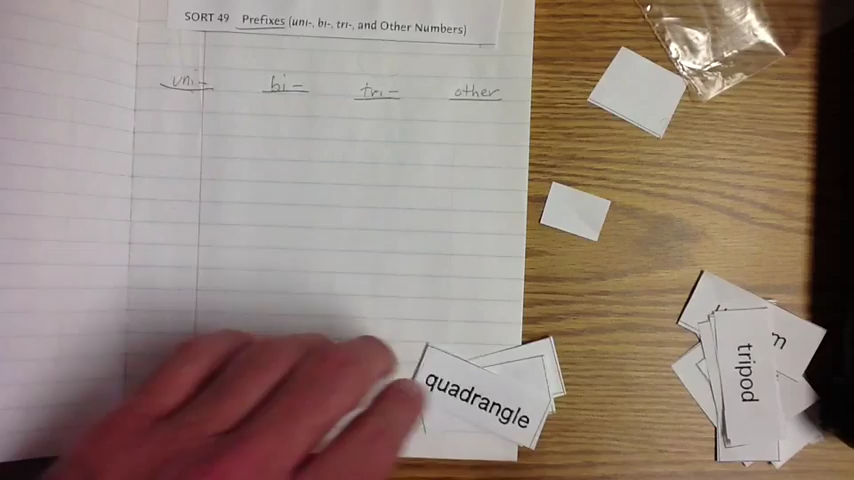 SORT 49 Prefixes (uni-, bi-, tri-, and Other Numbers)
uni- bi- tri- other
quadrangle
tripod